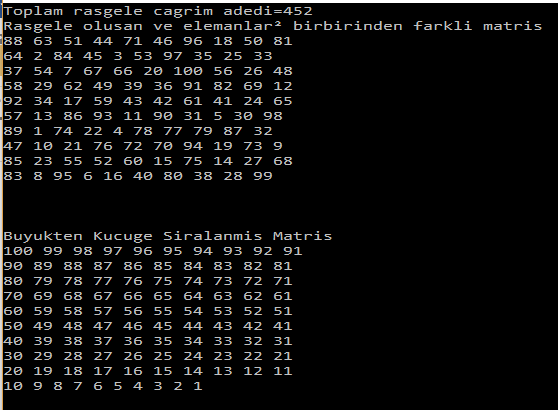 Toplam rasgele cagrim adedi=452
Rasgele olusan ve elemanlar² birbirinden farkli matris
88 63 51 44 71 46 96 18 50 81
64 2 84 45 3 53 97 35 25 33
37 54 7 67 66 20 100 56 26 48
58 29 62 49 39 36 91 82 69 12
92 34 17 59 43 42 61 41 24 65
57 13 86 93 11 90 31 5 30 98
89 1 74 22 4 78 77 79 87 32
47 10 21 76 72 70 94 19 73 9
85 23 55 52 60 15 75 14 27 68
83 8 95 6 16 40 80 38 28 99
Buyukten Kucuge Siralanmis Matris
100 99 98 97 96 95 94 93 92 91
90 89 88 87 86 85 84 83 82 81
80 79 78 77 76 75 74 73 72 71
70 69 68 67 66 65 64 63 62 61
60 59 58 57 56 55 54 53 52 51
50 49 48 47 46 45 44 43 42 41
40 39 38 37 36 35 34 33 32 31
30 29 28 27 26 25 24 23 22 21
20 19 18 17 16 15 14 13 12 11
10 9 8 7 6 5 4 3 2 1